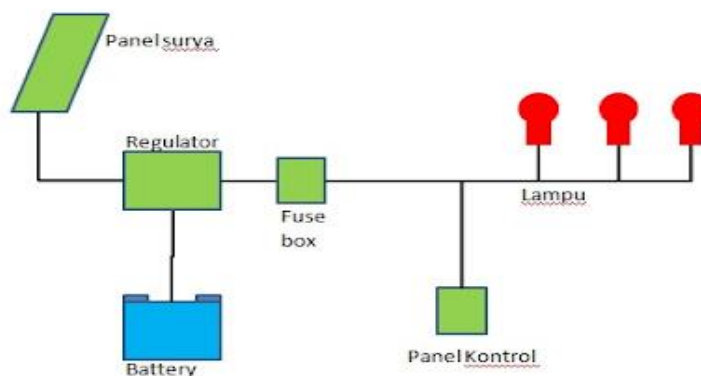 Panel surya
Regulator
Fuse
box
Lampu
Battery
Panel Kontrol